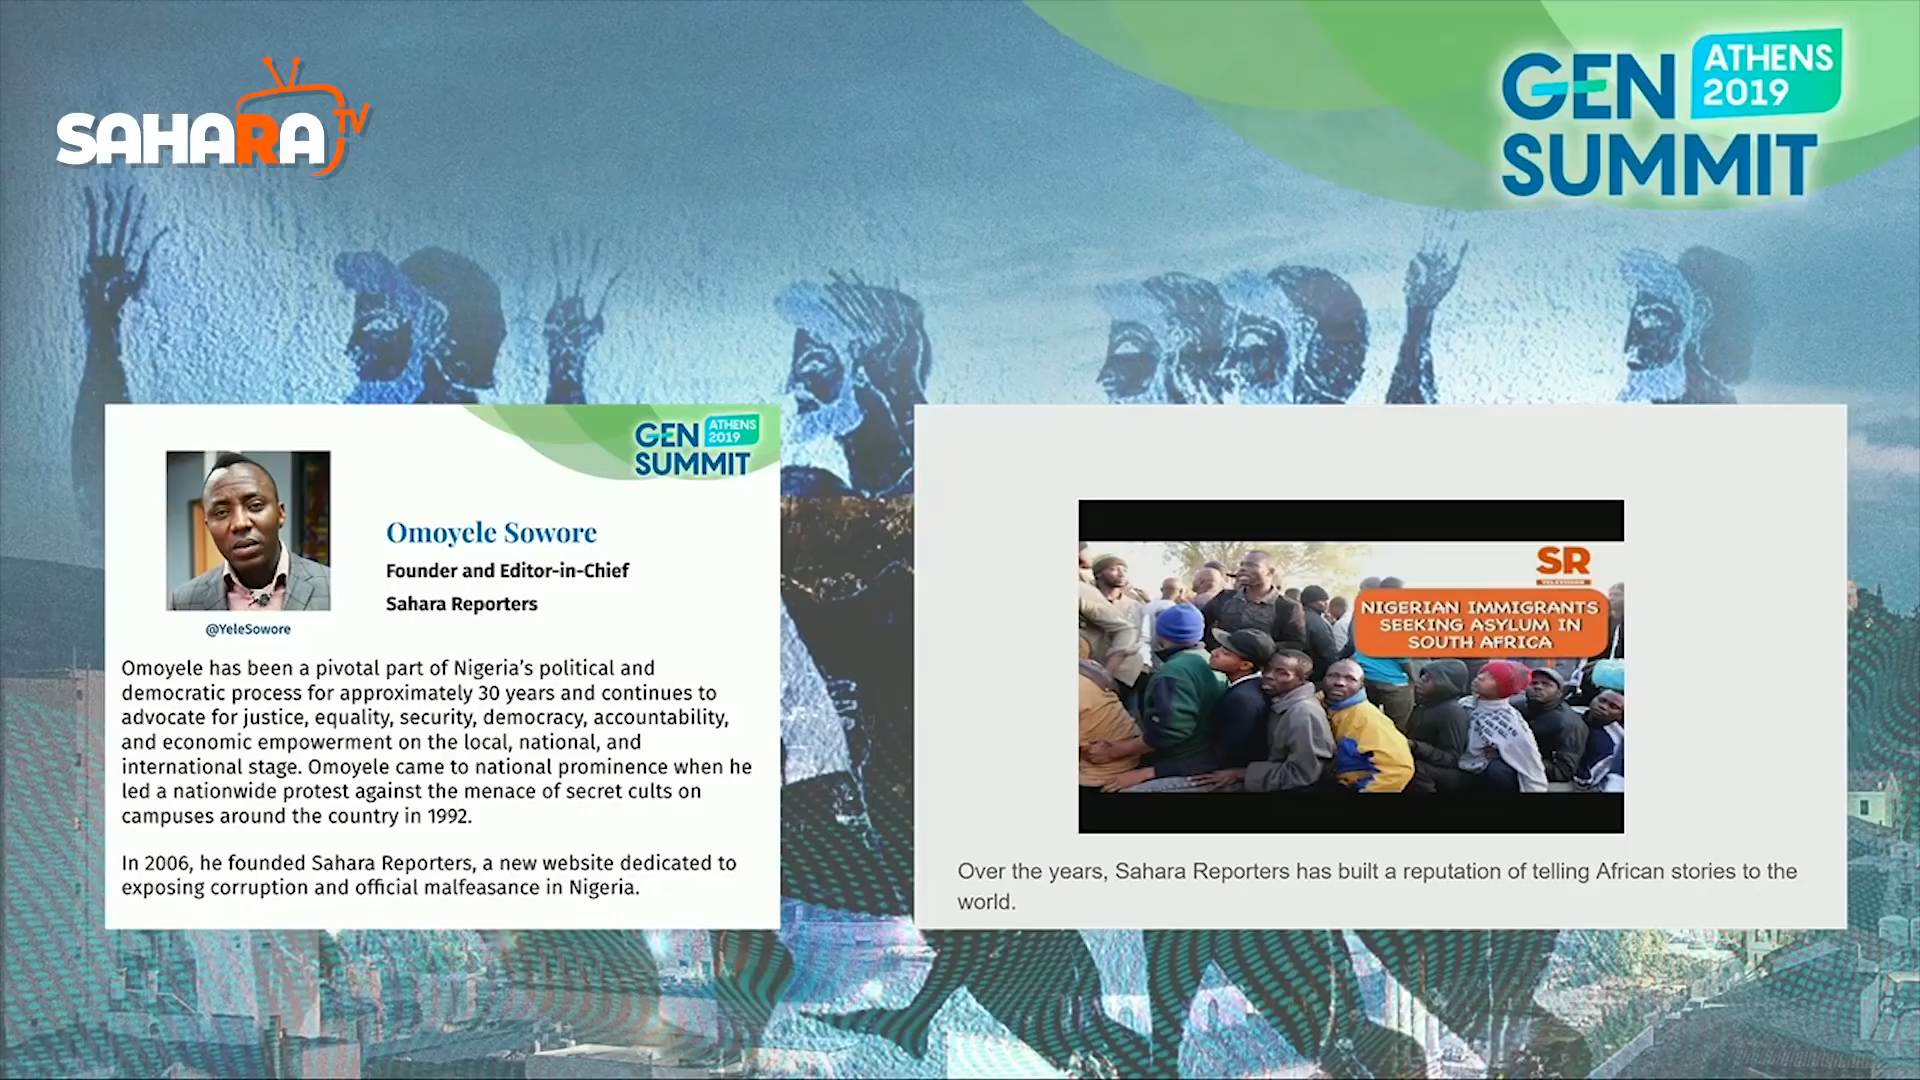 SAHARA TV
GEN
ATHENS
2019
SUMMIT
GEN
ATHENS
2019
SUMMIT
Omoyele Sowore
Founder and Editor-in-Chief
Sahara Reporters
@YeleSowore
Omoyele has been a pivotal part of Nigeria's political and
democratic process for approximately 30 years and continues to
advocate for justice, equality, security, democracy, accountability,
and economic empowerment on the local, national, and
international stage. Omoyele came to national prominence when he
led a nationwide protest against the menace of secret cults on
campuses around the country in 1992.
In 2006, he founded Sahara Reporters, a new website dedicated to
exposing corruption and official malfeasance in Nigeria.
SR
TELEVISION
NIGERIAN IMMIGRANTS
SEEKING ASYLUM IN
SOUTH AFRICA
Over the years, Sahara Reporters has built a reputation of telling African stories to the
world.